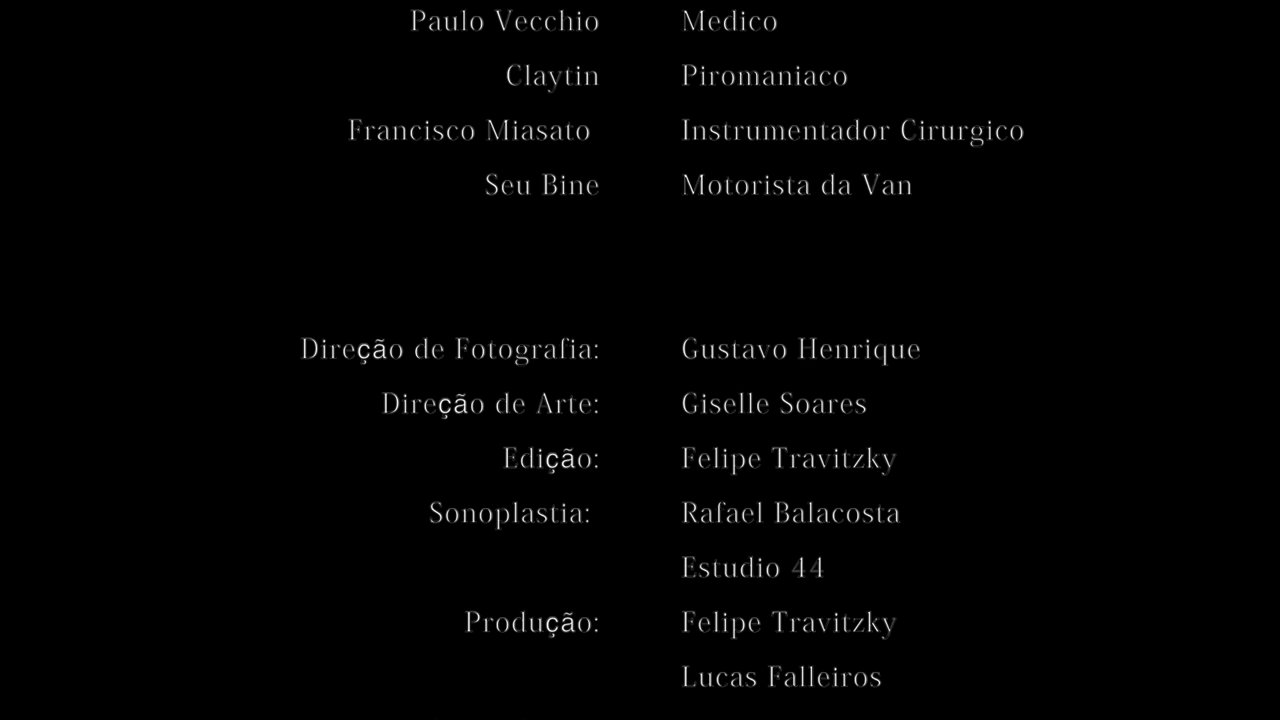 Paulo Vecchio Medico
Claytin Piromaniaco
Francisco Miasato Instrumentador Cirurgico
Seu Bine Motorista da Van
Direção de Fotografia: Gustavo Henrique
Direção de Arte: Giselle Soares
Edição: Felipe Travitzky
Sonoplastia: Rafael Balacosta
Estudio 44
Produção: Felipe Travitzky
Lucas Falleiros